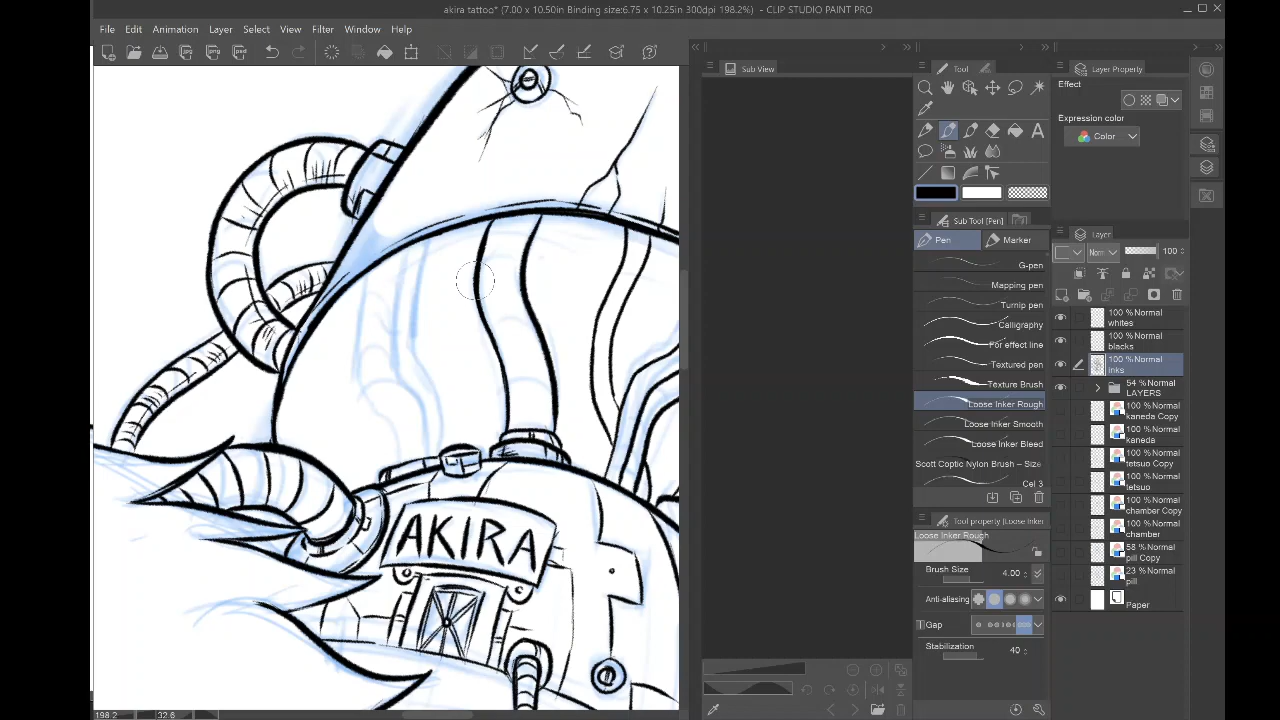 akira tattoo* (7.00 x 10.50in Binding size:6.75 x 10.25in 300dpi 198.2%) - CLIP STUDIO PAINT PRO
File Edit Animation Layer Select View Filter Window Help
Sub View
Tool
Layer Property
Effect
Expression color
Color
Sub Tool [Pen]
Pen
Marker
G-pen
Mapping pen
Turnip pen
Calligraphy
For effect line
Textured pen
Texture Brush
Loose Inker Rough
Loose Inker Smooth
Loose Inker Bleed
Scott Coptic Nylon Brush – Size
Cel 3
Tool property [Loose Inker
Loose Inker Rough
Brush Size 4.00
Anti-aliasing
Gap
Stabilization 40
Layer
Norm 100
100 %Normal
whites
100 %Normal
blacks
100 %Normal
inks
54 %Normal
LAYERS
100 %Normal
kaneda Copy
100 %Normal
keneda
100 %Normal
tetsuo Copy
100 %Normal
tetsuo
100 %Normal
chamber Copy
100 %Normal
chamber
58 %Normal
pill Copy
23 %Normal
pill
Paper
AKIRA
198.2 32.6